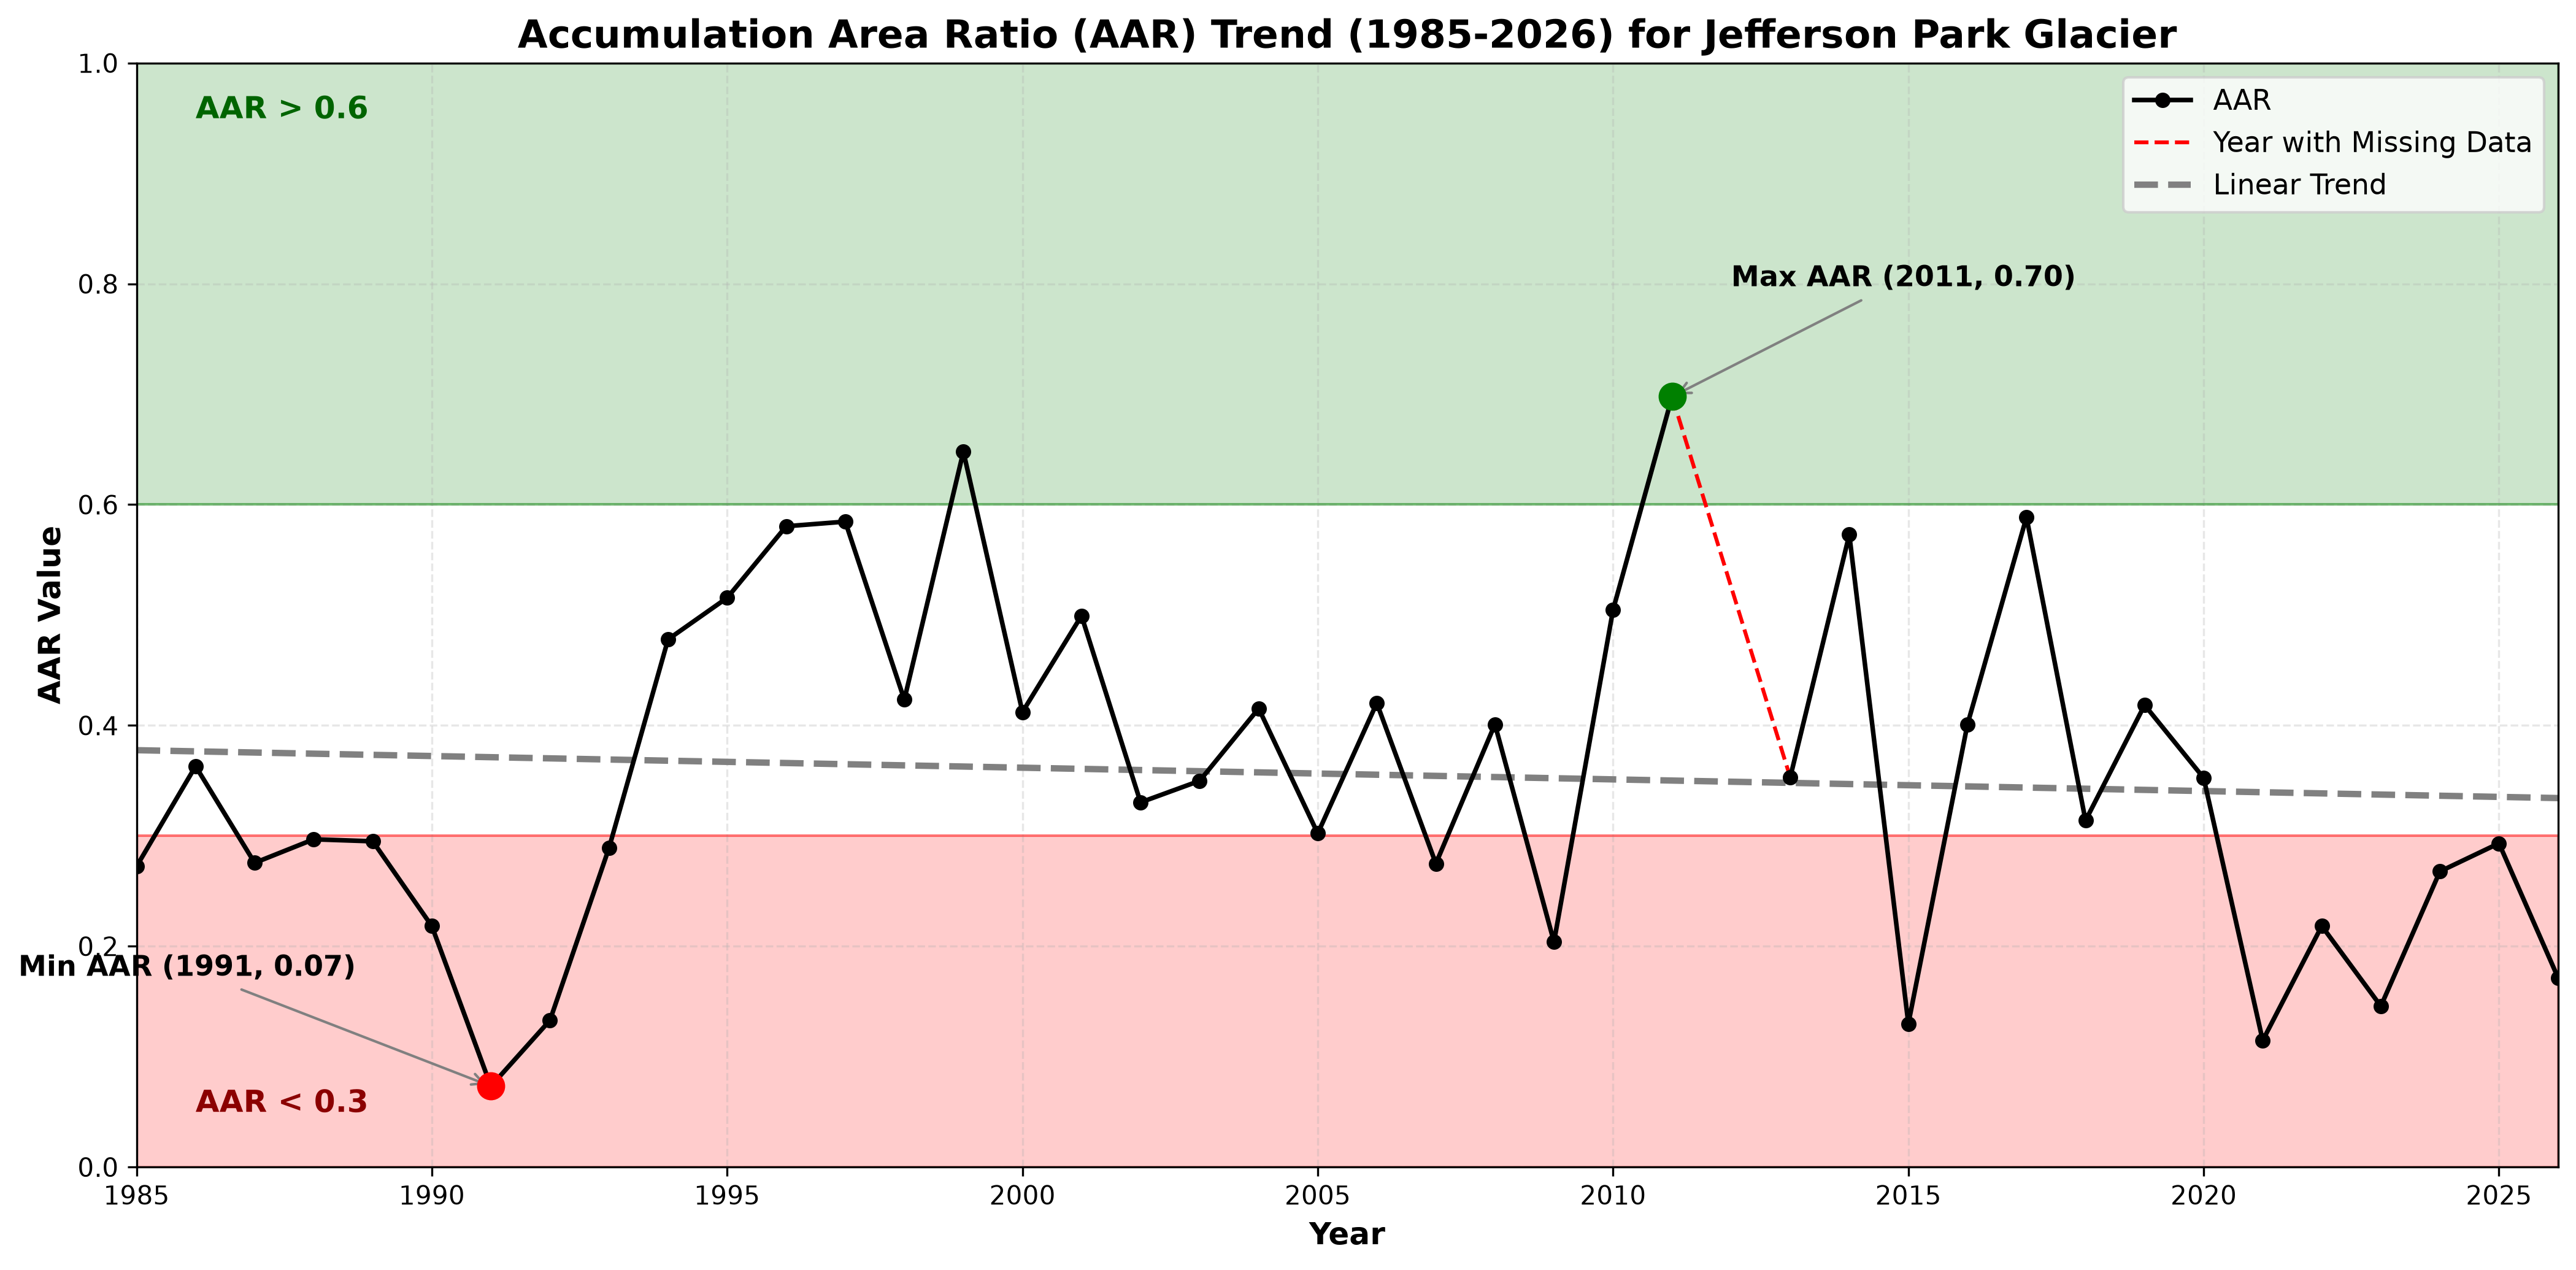 Accumulation Area Ratio (AAR) Trend (1985-2026) for Jefferson Park Glacier
1.0
0.8
0.6
0.4
0.2
0.0
AAR Value
AAR > 0.6
AAR
Year with Missing Data
Linear Trend
Max AAR (2011, 0.70)
Min AAR (1991, 0.07)
AAR < 0.3
1985
1990
1995
2000
2005
2010
2015
2020
2025
Year